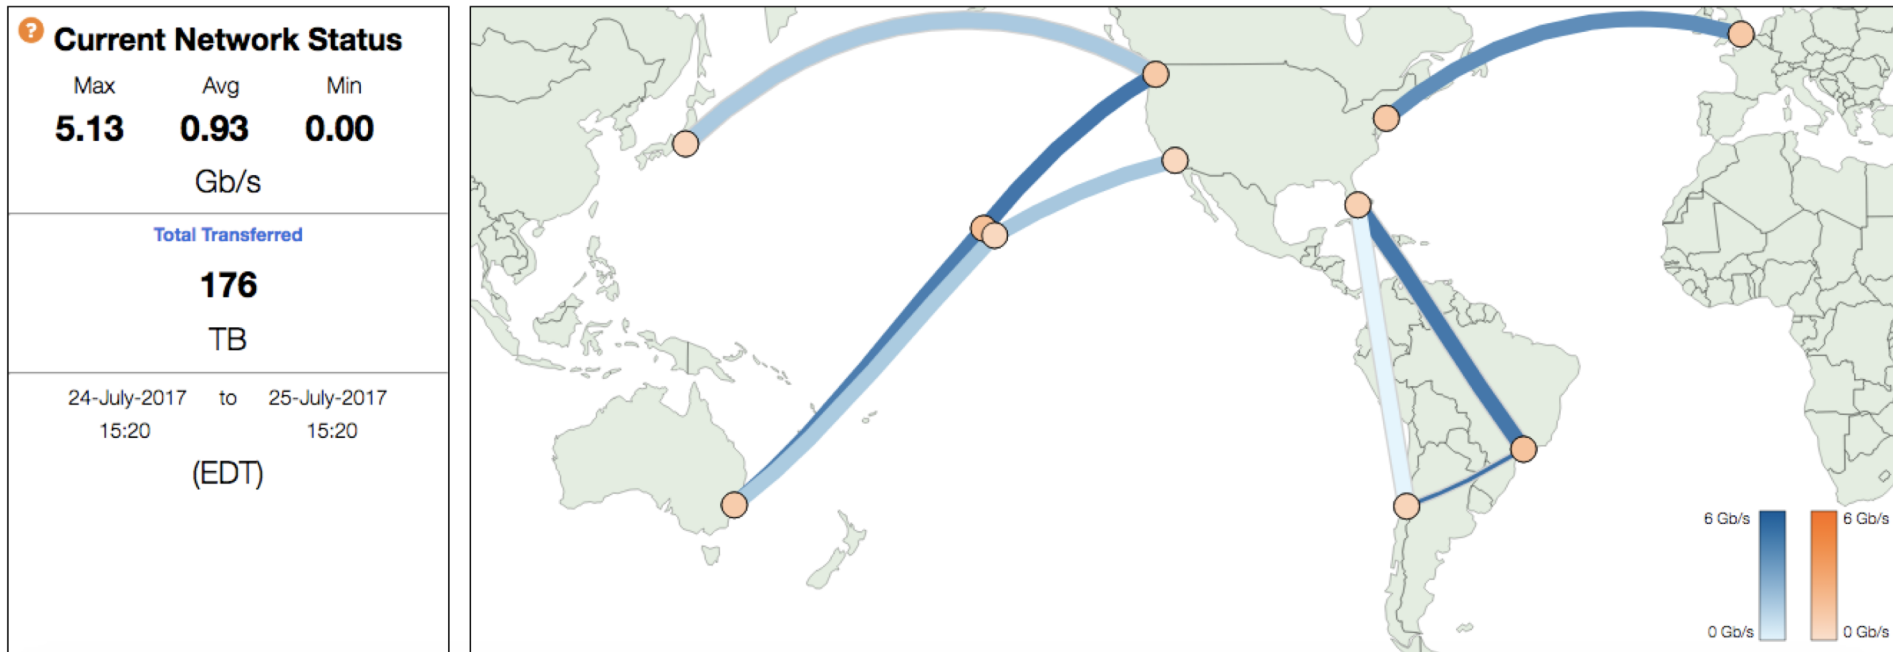 ?
Current Network Status
Max Avg Min
5.13 0.93 0.00
Gb/s
Total Transferred
176
TB
24-July-2017 to 25-July-2017
15:20 15:20
(EDT)
6 Gb/s 6 Gb/s
0 Gb/s 0 Gb/s